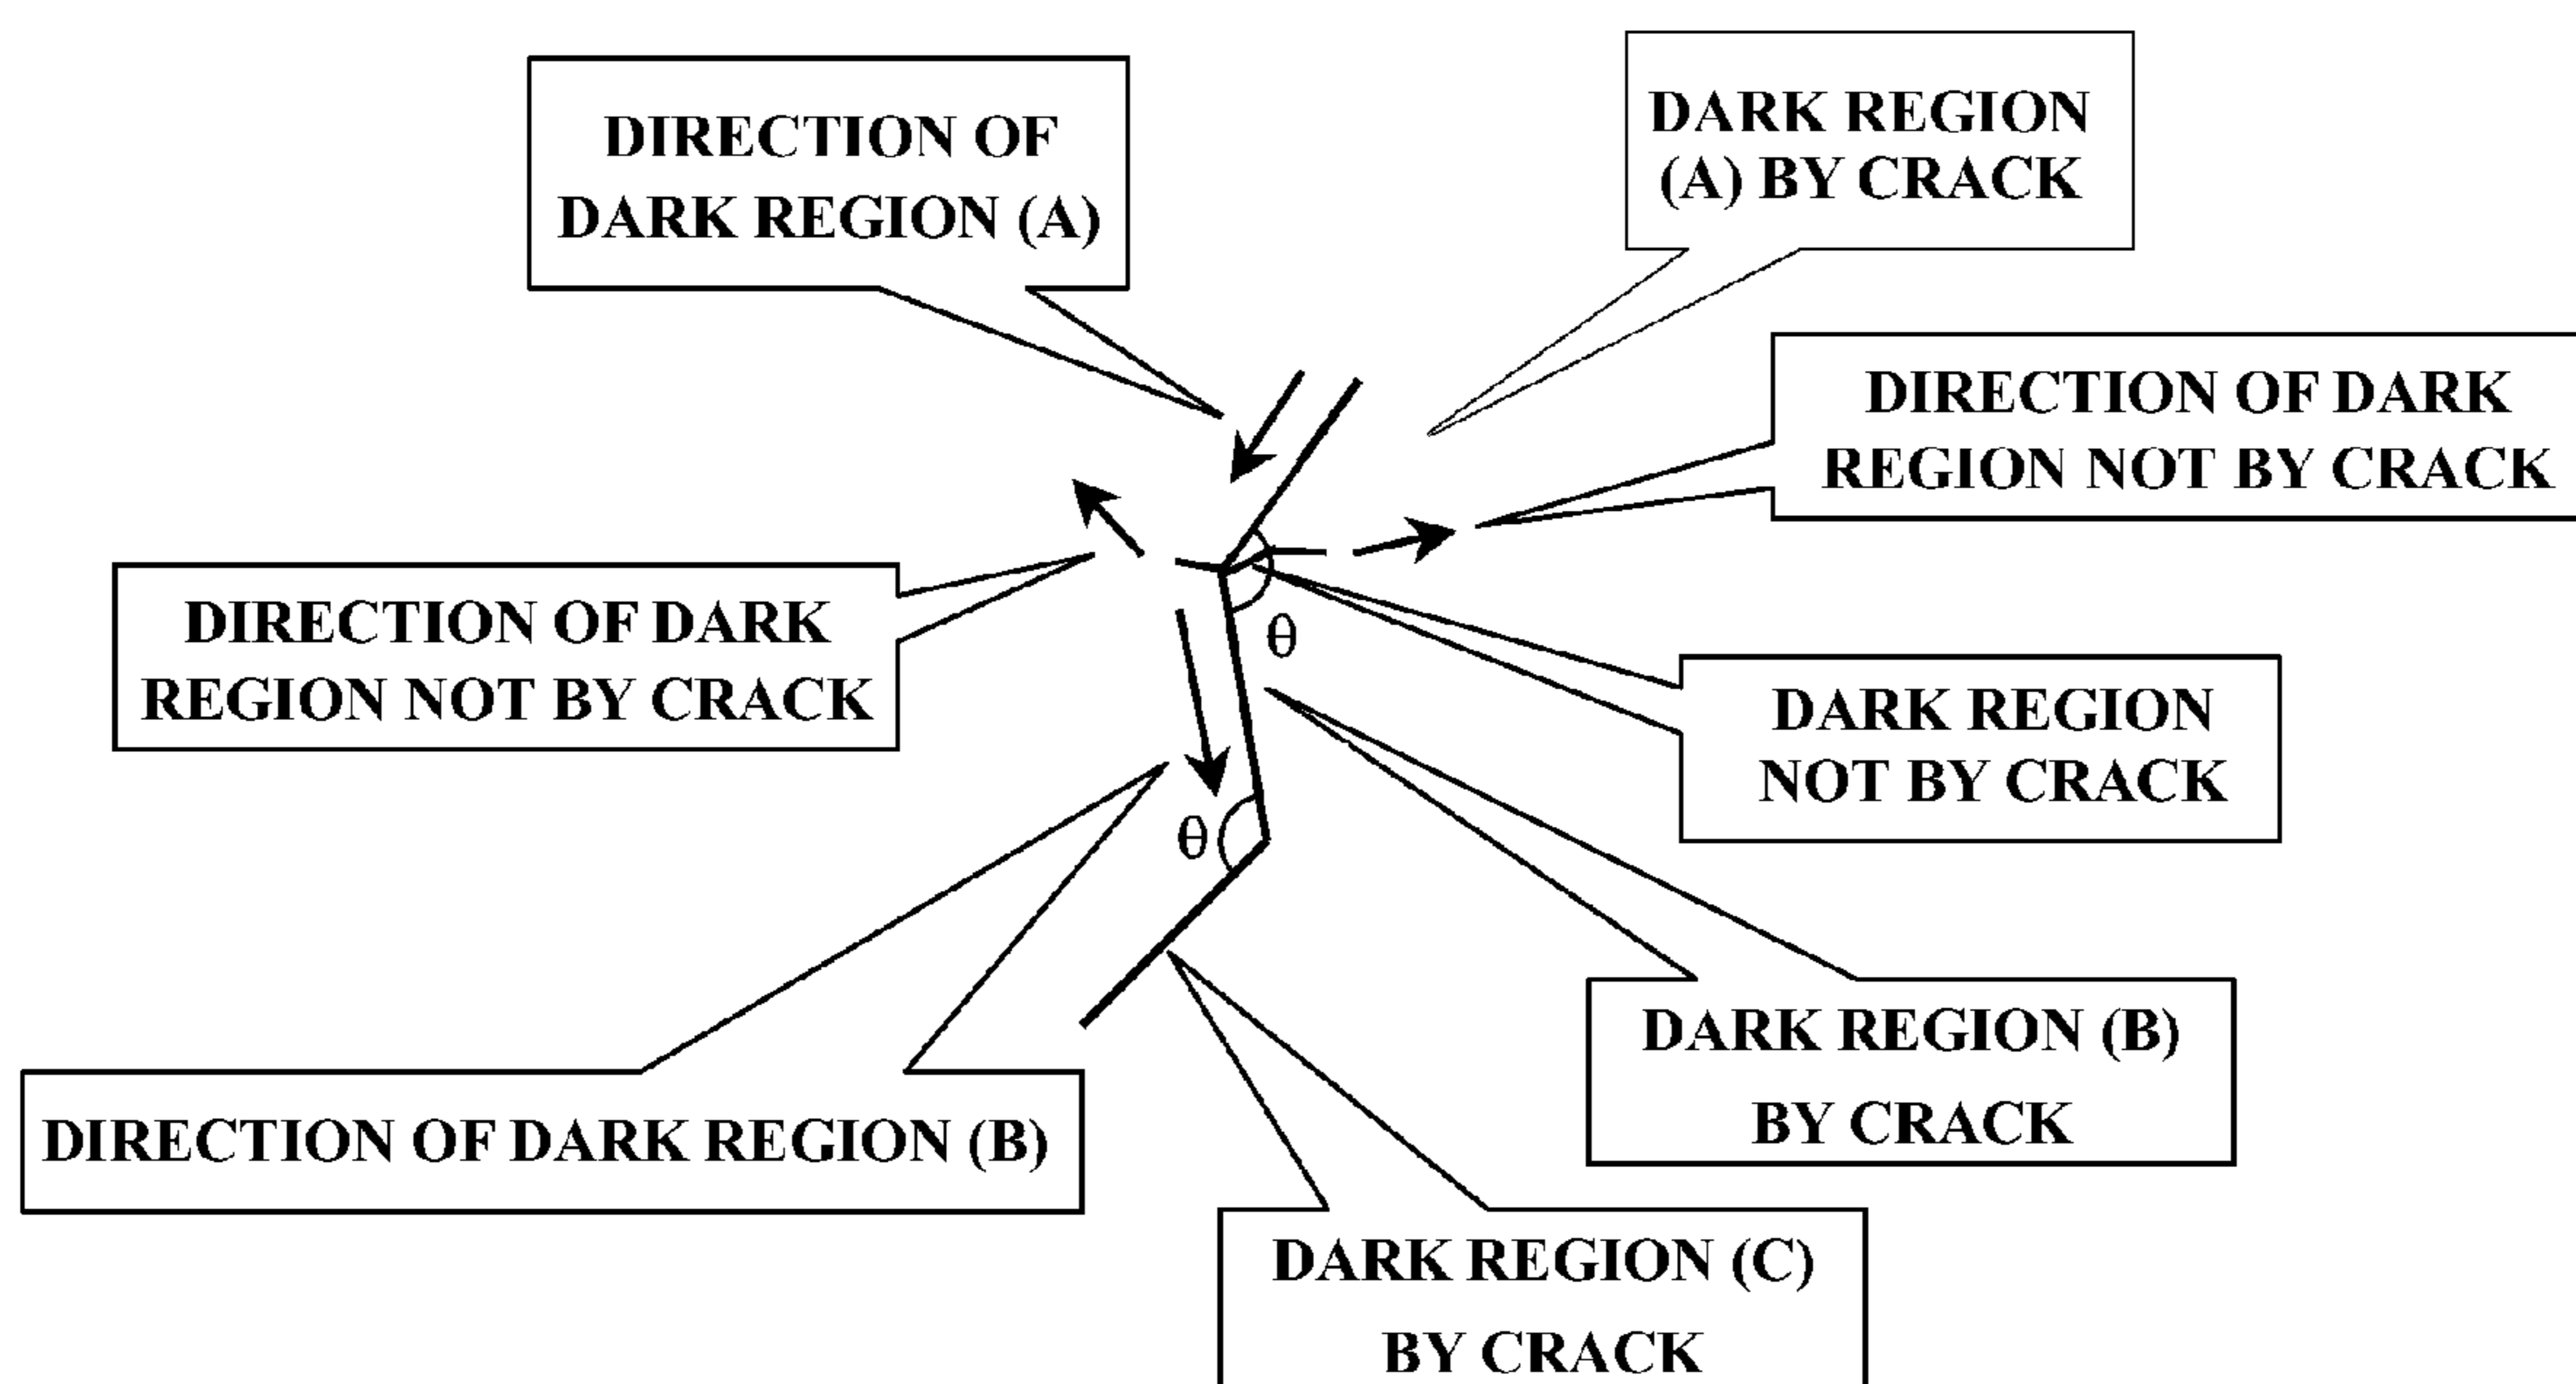 DIRECTION OF
DARK REGION (A)
DARK REGION
(A) BY CRACK
DIRECTION OF DARK
REGION NOT BY CRACK
DIRECTION OF DARK
REGION NOT BY CRACK
θ
DARK REGION
NOT BY CRACK
θ
DARK REGION (B)
BY CRACK
DIRECTION OF DARK REGION (B)
DARK REGION (C)
BY CRACK